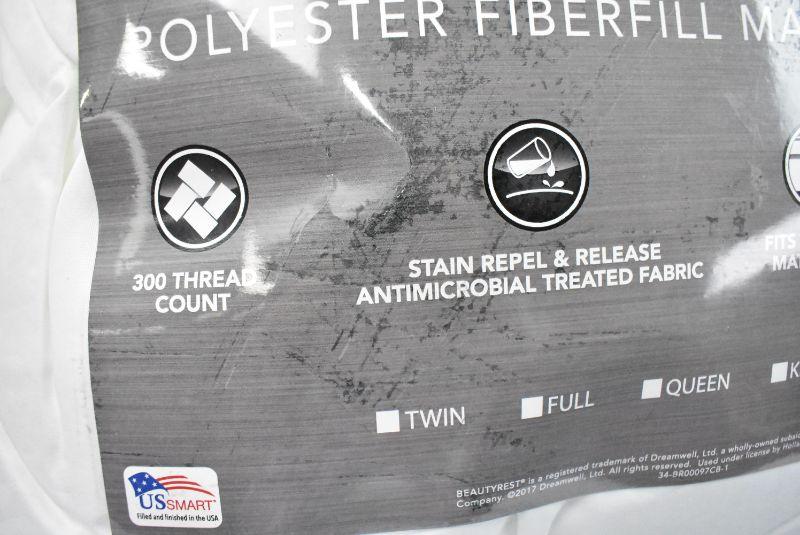 POLYESTER FIBERFILL MA
300 THREAD
COUNT
STAIN REPEL & RELEASE
ANTIMICROBIAL TREATED FABRIC
FITS
MA
TWIN
FULL
QUEEN
K
US SMART
Filled and finished in the USA
BEAUTYREST® is a registered trademark of Dreamwell, Ltd. a wholly-owned subsid
Company. ©2017 Dreamwell, Ltd. All rights reserved. Used under license by Holla
34-BR00097CB-1